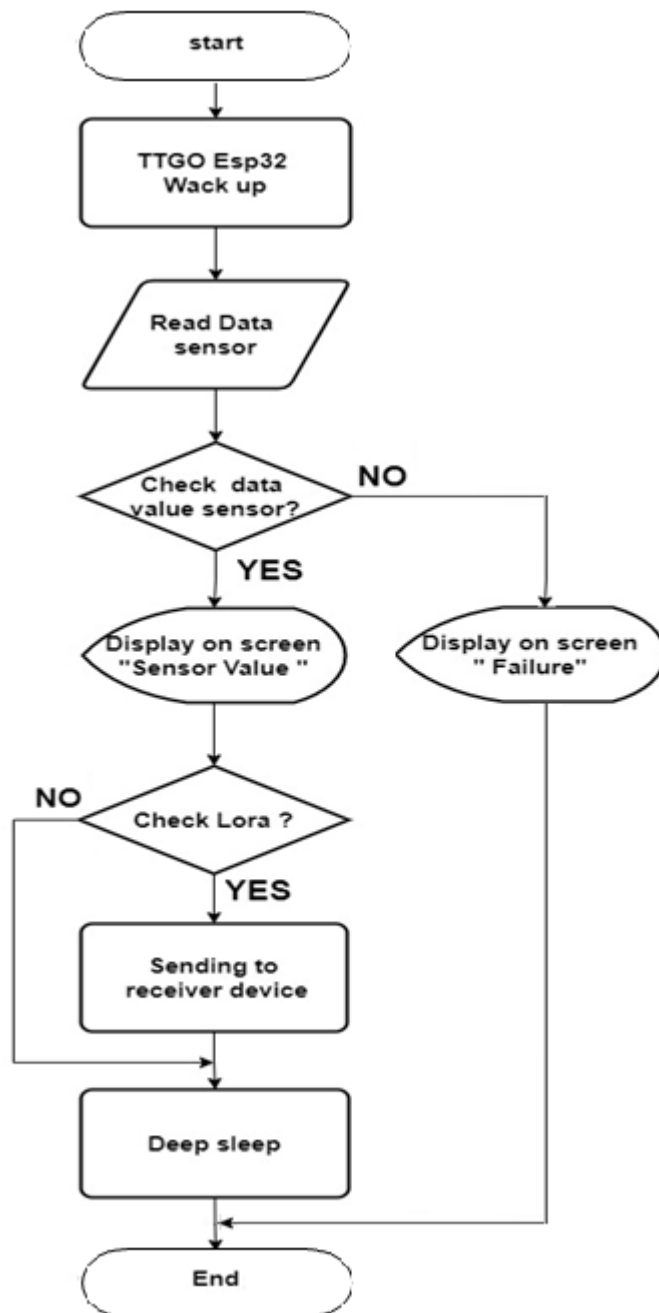 start
TTGO Esp32
Wack up
Read Data
sensor
Check data
value sensor?
NO
YES
Display on screen
"Sensor Value "
Display on screen
" Failure"
NO
Check Lora ?
YES
Sending to
receiver device
Deep sleep
End